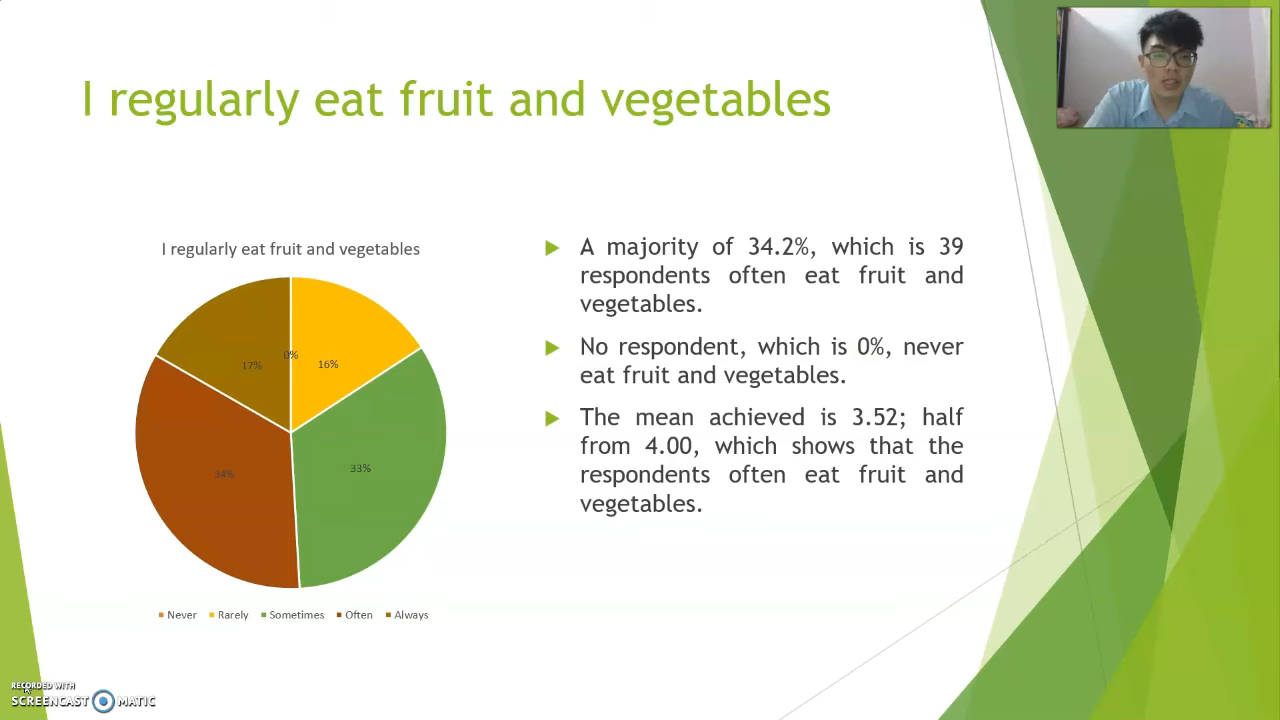 I regularly eat fruit and vegetables
I regularly eat fruit and vegetables
0%
16%
17%
33%
34%
Never Rarely Sometimes Often Always
A majority of 34.2%, which is 39
respondents often eat fruit and
vegetables.
No respondent, which is 0%, never
eat fruit and vegetables.
The mean achieved is 3.52; half
from 4.00, which shows that the
respondents often eat fruit and
vegetables.
RECORDED WITH
SCREENCAST MATIC